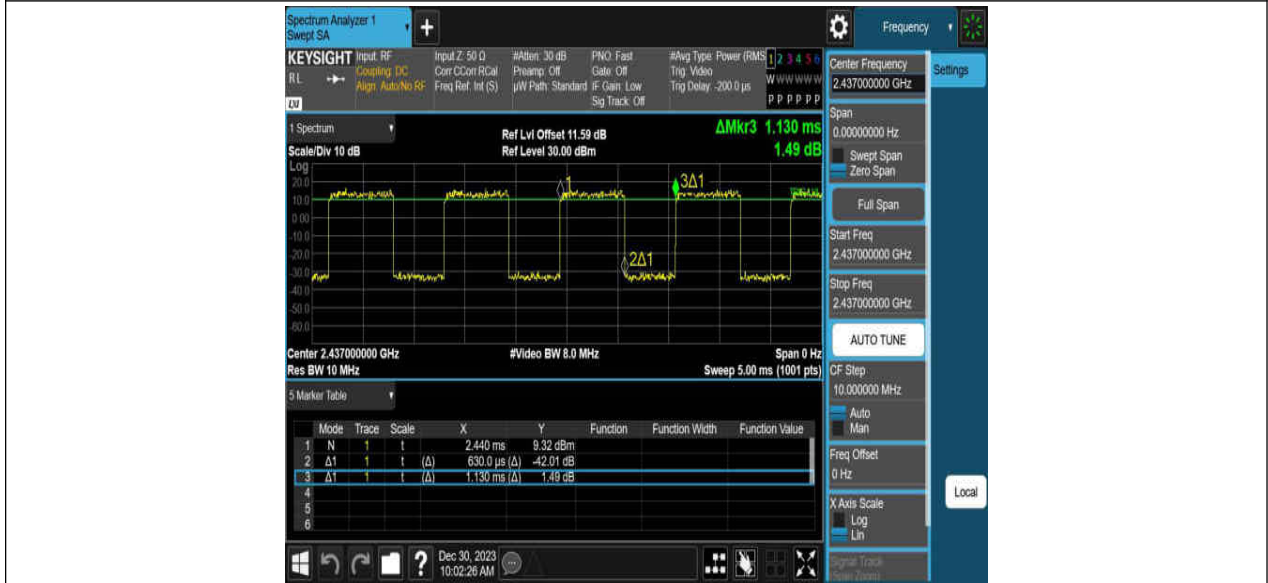 Spectrum Analyzer 1
Swept SA
+
Frequency
KEYSIGHT
RL
LXI
Input: RF
Coupling: DC
Align: Auto/No RF
Input Z: 50 Ω
Corr CCorr RCal
Freq Ref: Int (S)
#Atten: 30 dB
Preamp: Off
µW Path: Standard
PNO: Fast
Gate: Off
IF Gain: Low
Sig Track: Off
#Avg Type: Power (RMS
Trig: Video
Trig Delay: -200.0 µs
1 2 3 4 5 6
W W W W W W
P P P P P P
1 Spectrum
Scale/Div 10 dB
Log
Ref Lvl Offset 11.59 dB
Ref Level 30.00 dBm
ΔMkr3 1.130 ms
1.49 dB
20.0
10.0
0.00
-10.0
-20.0
-30.0
-40.0
-50.0
-60.0
1
3Δ1
2Δ1
Center 2.437000000 GHz
Res BW 10 MHz
#Video BW 8.0 MHz
Span 0 Hz
Sweep 5.00 ms (1001 pts)
5 Marker Table
Mode Trace Scale X Y Function Function Width Function Value
1 N 1 t 2.440 ms 9.32 dBm
2 Δ1 1 t (Δ) 630.0 µs (Δ) -42.01 dB
3 Δ1 1 t (Δ) 1.130 ms (Δ) 1.49 dB
4
5
6
Dec 30, 2023
10:02:26 AM
?
Center Frequency
2.437000000 GHz
Settings
Span
0.00000000 Hz
Swept Span
Zero Span
Full Span
Start Freq
2.437000000 GHz
Stop Freq
2.437000000 GHz
AUTO TUNE
CF Step
10.000000 MHz
Auto
Man
Freq Offset
0 Hz
X Axis Scale
Log
Lin
Local
Signal Track
(Span Zoom)